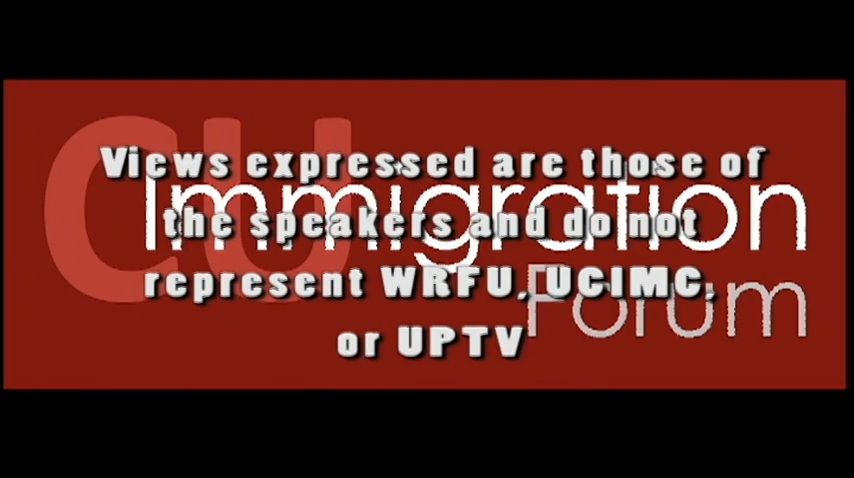 CU
Immigration
Forum
Views expressed are those of
the speakers and do not
represent WRFU, UCIMC,
or UPTV